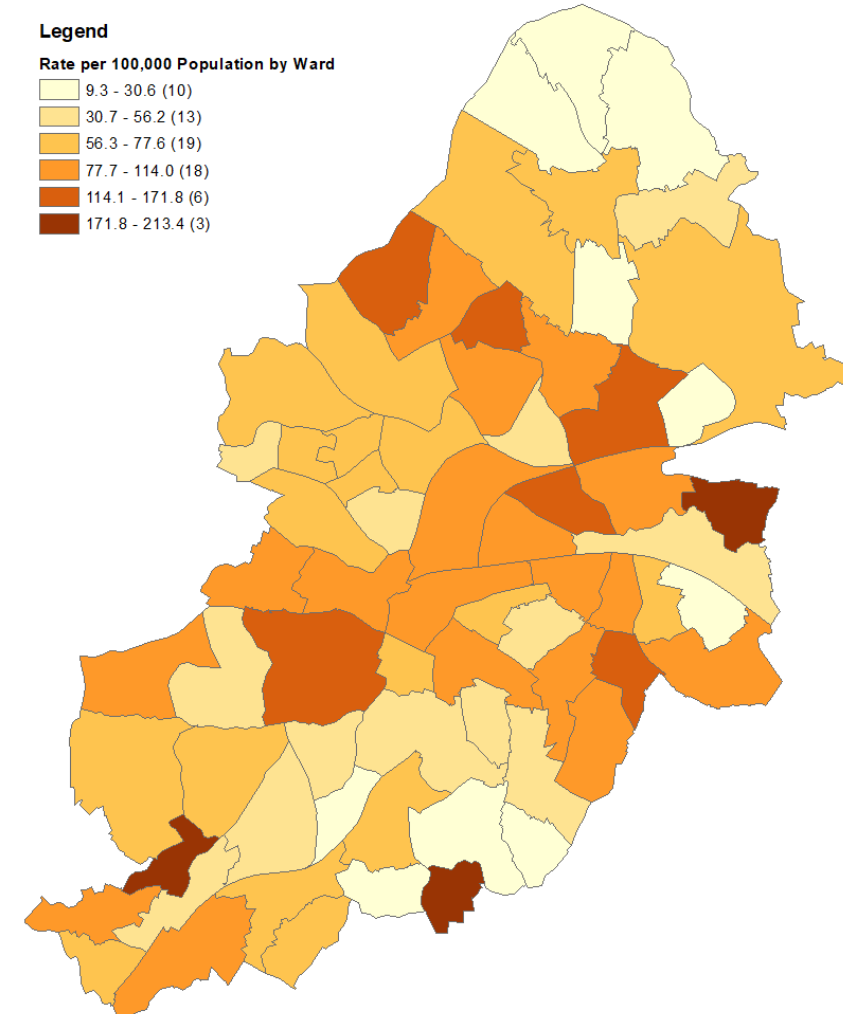 Legend
Rate per 100,000 Population by Ward
9.3 - 30.6 (10)
30.7 - 56.2 (13)
56.3 - 77.6 (19)
77.7 - 114.0 (18)
114.1 - 171.8 (6)
171.8 - 213.4 (3)